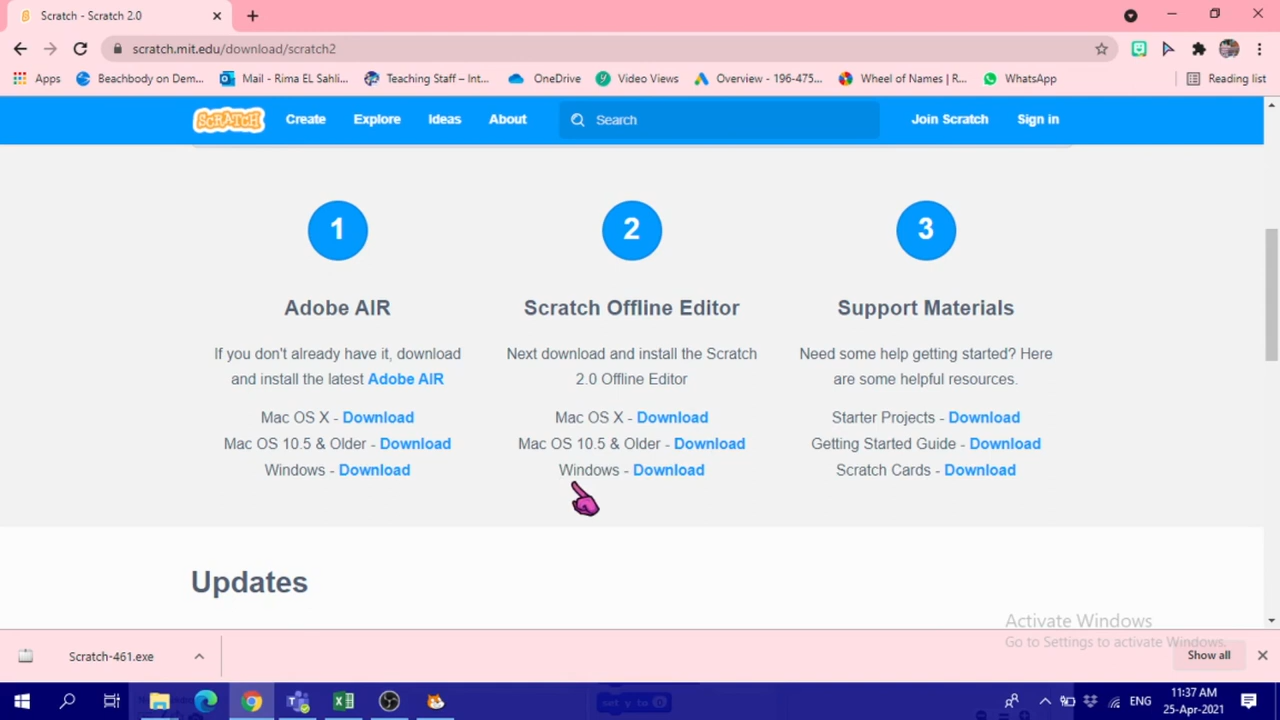 Scratch - Scratch 2.0
scratch.mit.edu/download/scratch2
Apps
Beachbody on Dem...
Mail - Rima EL Sahli...
Teaching Staff – Int...
OneDrive
Video Views
Overview - 196-475...
Wheel of Names | R...
WhatsApp
Reading list
SCRATCH
Create
Explore
Ideas
About
Search
Join Scratch
Sign in
1
Adobe AIR
If you don't already have it, download
and install the latest Adobe AIR
Mac OS X - Download
Mac OS 10.5 & Older - Download
Windows - Download
2
Scratch Offline Editor
Next download and install the Scratch
2.0 Offline Editor
Mac OS X - Download
Mac OS 10.5 & Older - Download
Windows - Download
3
Support Materials
Need some help getting started? Here
are some helpful resources.
Starter Projects - Download
Getting Started Guide - Download
Scratch Cards - Download
Updates
Activate Windows
Go to Settings to activate Windows.
Scratch-461.exe
Show all
set y to 0
ENG
11:37 AM
25-Apr-2021